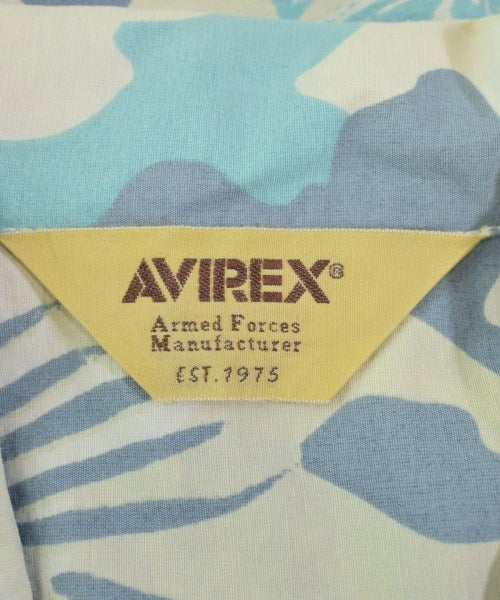 AVIREX®
Armed Forces
Manufacturer
EST.1975